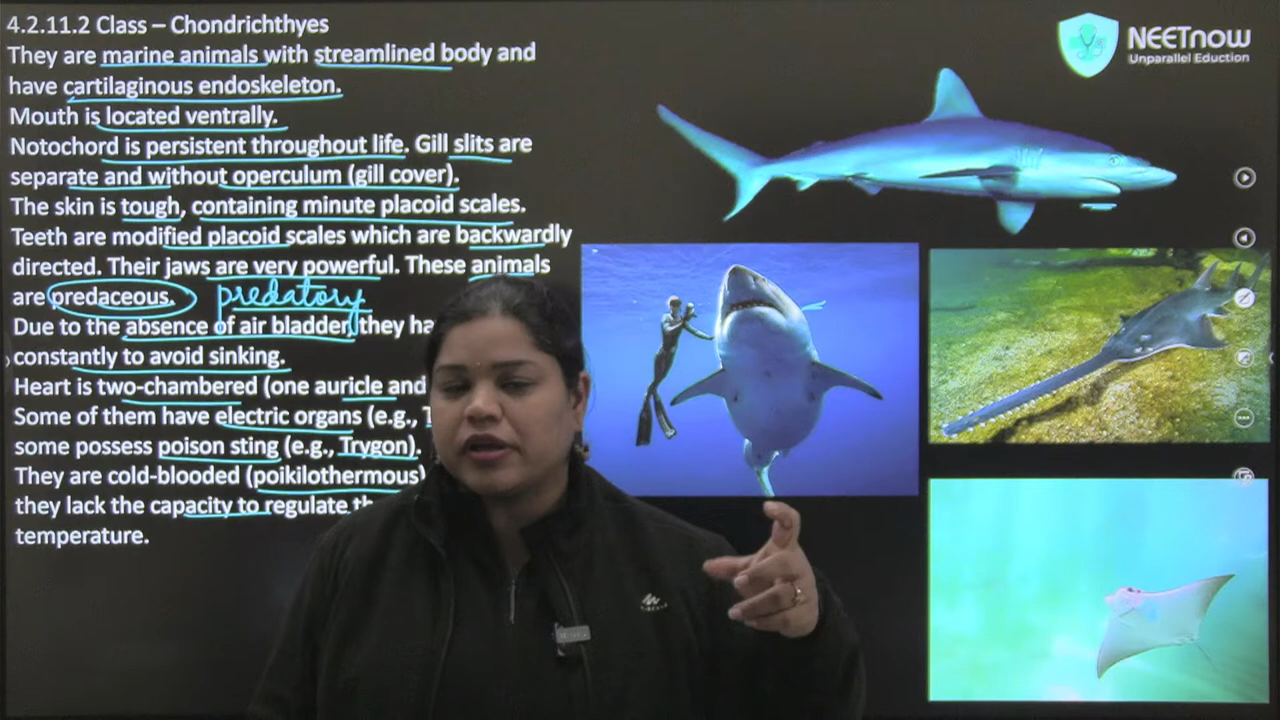 4.2.11.2 Class – Chondrichthyes
They are marine animals with streamlined body and
have cartilaginous endoskeleton.
Mouth is located ventrally.
Notochord is persistent throughout life. Gill slits are
separate and without operculum (gill cover).
The skin is tough, containing minute placoid scales.
Teeth are modified placoid scales which are backwardly
directed. Their jaws are very powerful. These animals
are predaceous. predatory
Due to the absence of air bladder, they ha
constantly to avoid sinking.
Heart is two-chambered (one auricle and
Some of them have electric organs (e.g., T
some possess poison sting (e.g., Trygon).
They are cold-blooded (poikilothermous)
they lack the capacity to regulate th
temperature.
NEETnow
Unparallel Eduction